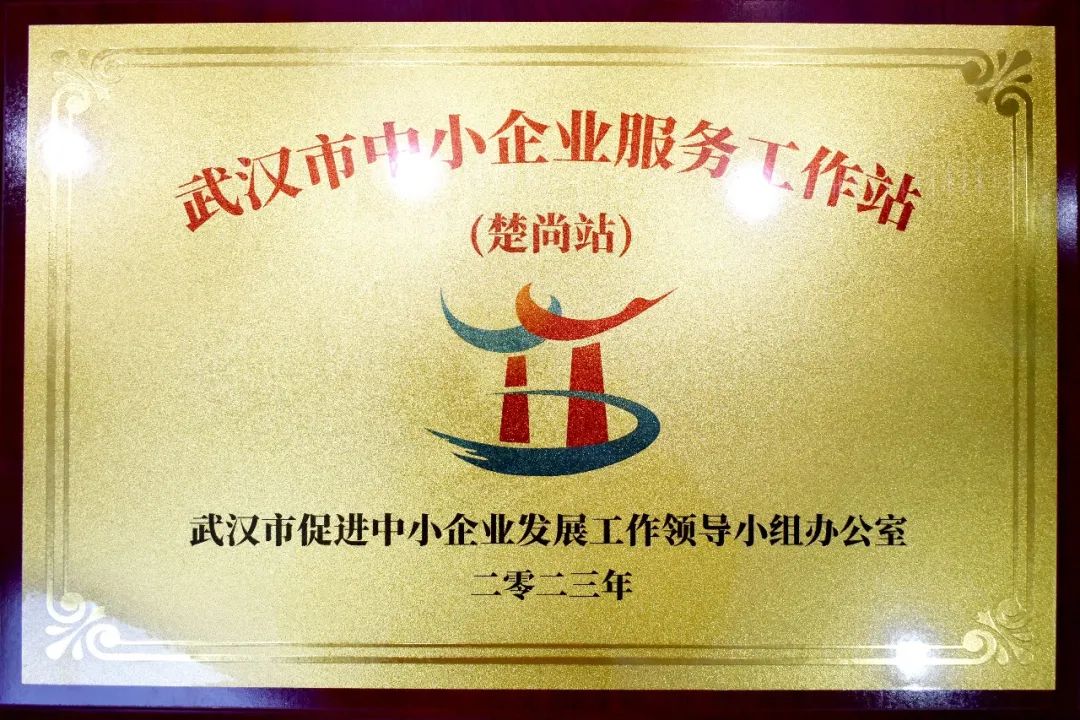 武汉市中小企业服务工作站
(楚尚站)
武汉市促进中小企业发展工作领导小组办公室
二零二三年